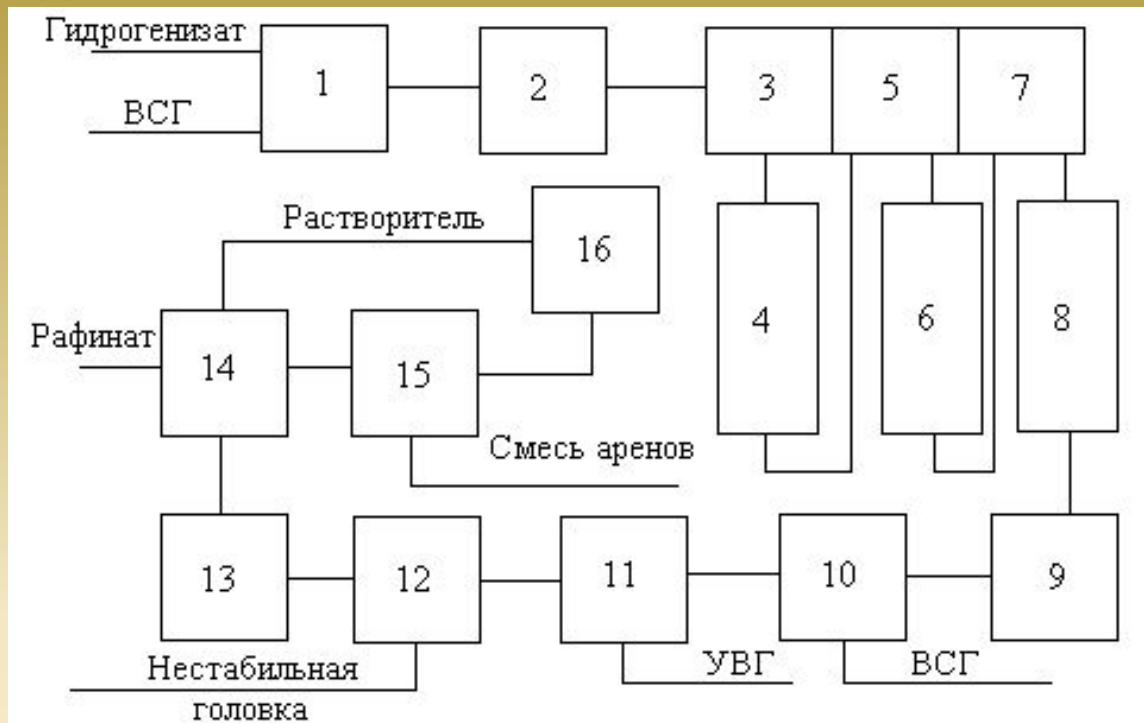 Гидрогенизат
ВСГ
1
2
3
5
7
Растворитель
16
4
6
8
Рафинат
14
15
Смесь аренов
13
12
11
10
9
Нестабильная
головка
УВГ
ВСГ